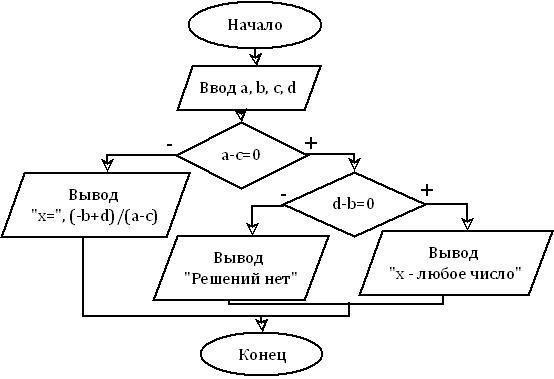 Начало
Ввод a, b, c, d
a-c=0
-
+
Вывод
"x=", (-b+d)/(a-c)
d-b=0
-
+
Вывод
"Решений нет"
Вывод
"x - любое число"
Конец